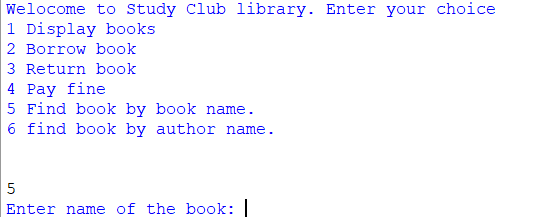 Welocome to Study Club library. Enter your choice
1 Display books
2 Borrow book
3 Return book
4 Pay fine
5 Find book by book name.
6 find book by author name.
5
Enter name of the book: